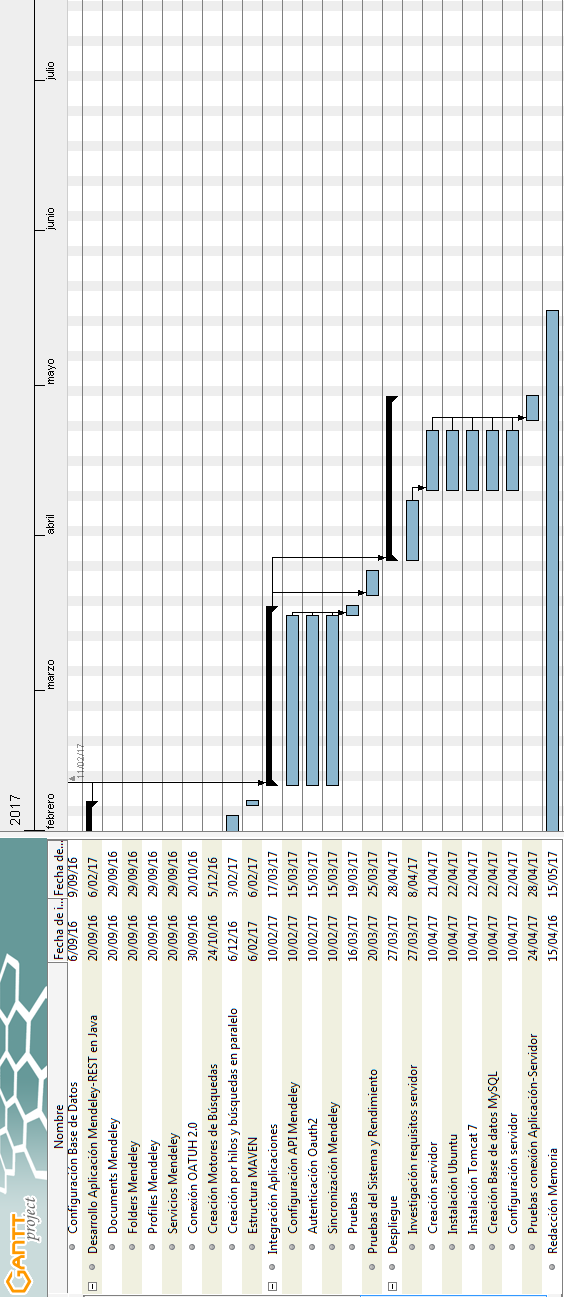 GANTT
project
Nombre Fecha de i... Fecha de...
Configuración Base de Datos 6/09/16 9/09/16
Desarrollo Aplicación Mendeley-REST en Java 20/09/16 6/02/17
Documents Mendeley 20/09/16 29/09/16
Folders Mendeley 20/09/16 29/09/16
Profiles Mendeley 20/09/16 29/09/16
Servicios Mendeley 20/09/16 29/09/16
Conexión OATUH 2.0 30/09/16 20/10/16
Creación Motores de Búsquedas 24/10/16 5/12/16
Creación por hilos y búsquedas en paralelo 6/12/16 3/02/17
Estructura MAVEN 6/02/17 6/02/17
Integración Aplicaciones 10/02/17 17/03/17
Configuración API Mendeley 10/02/17 15/03/17
Autenticación Oauth2 10/02/17 15/03/17
Sincronización Mendeley 10/02/17 15/03/17
Pruebas 16/03/17 19/03/17
Pruebas del Sistema y Rendimiento 20/03/17 25/03/17
Despliegue 27/03/17 28/04/17
Investigación requisitos servidor 27/03/17 8/04/17
Creación servidor 10/04/17 21/04/17
Instalación Ubuntu 10/04/17 22/04/17
Instalación Tomcat 7 10/04/17 22/04/17
Creación Base de datos MySQL 10/04/17 22/04/17
Configuración servidor 10/04/17 22/04/17
Pruebas conexión Aplicación-Servidor 24/04/17 28/04/17
Redacción Memoria 15/04/16 15/05/17
2017
febrero marzo abril mayo junio julio
11/02/17